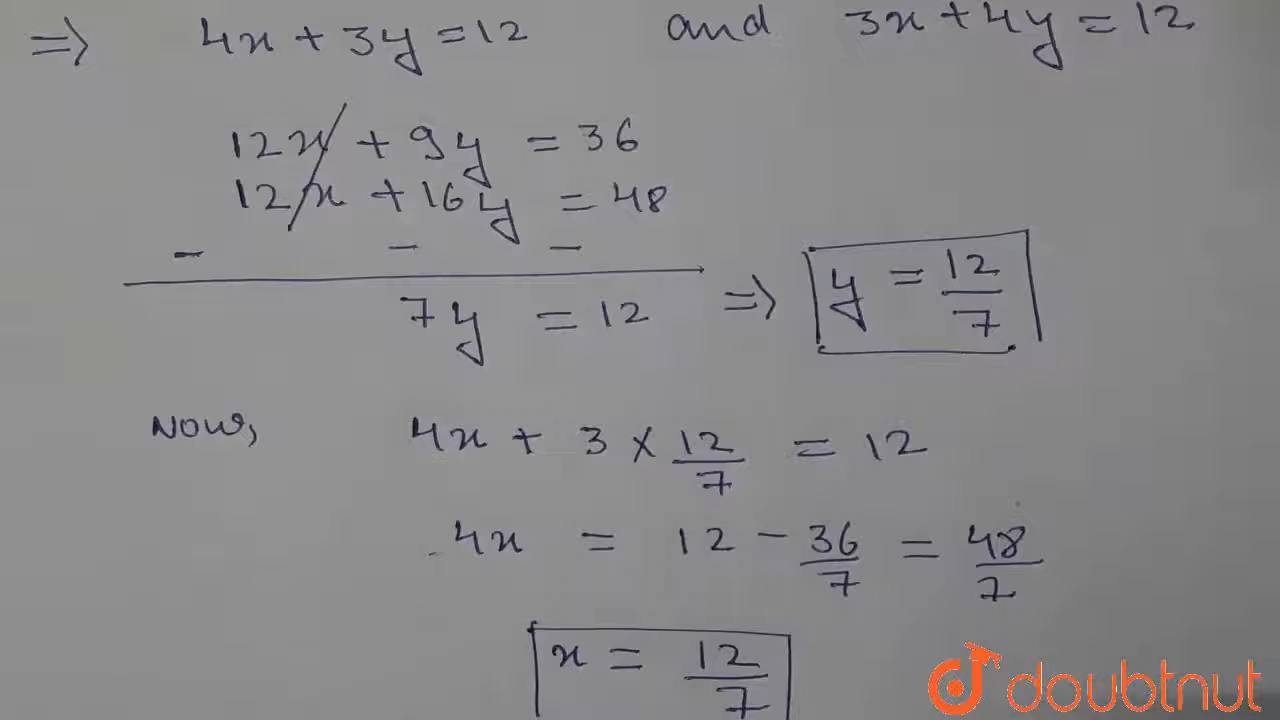 ⇒ 4x + 3y = 12 and 3x + 4y = 12
12x + 9y = 36
12x + 16y = 48
- - -
7y = 12 ⇒ y = 12/7
Now, 4x + 3 × 12/7 = 12
4x = 12 - 36/7 = 48/7
x = 12/7
doubtnut